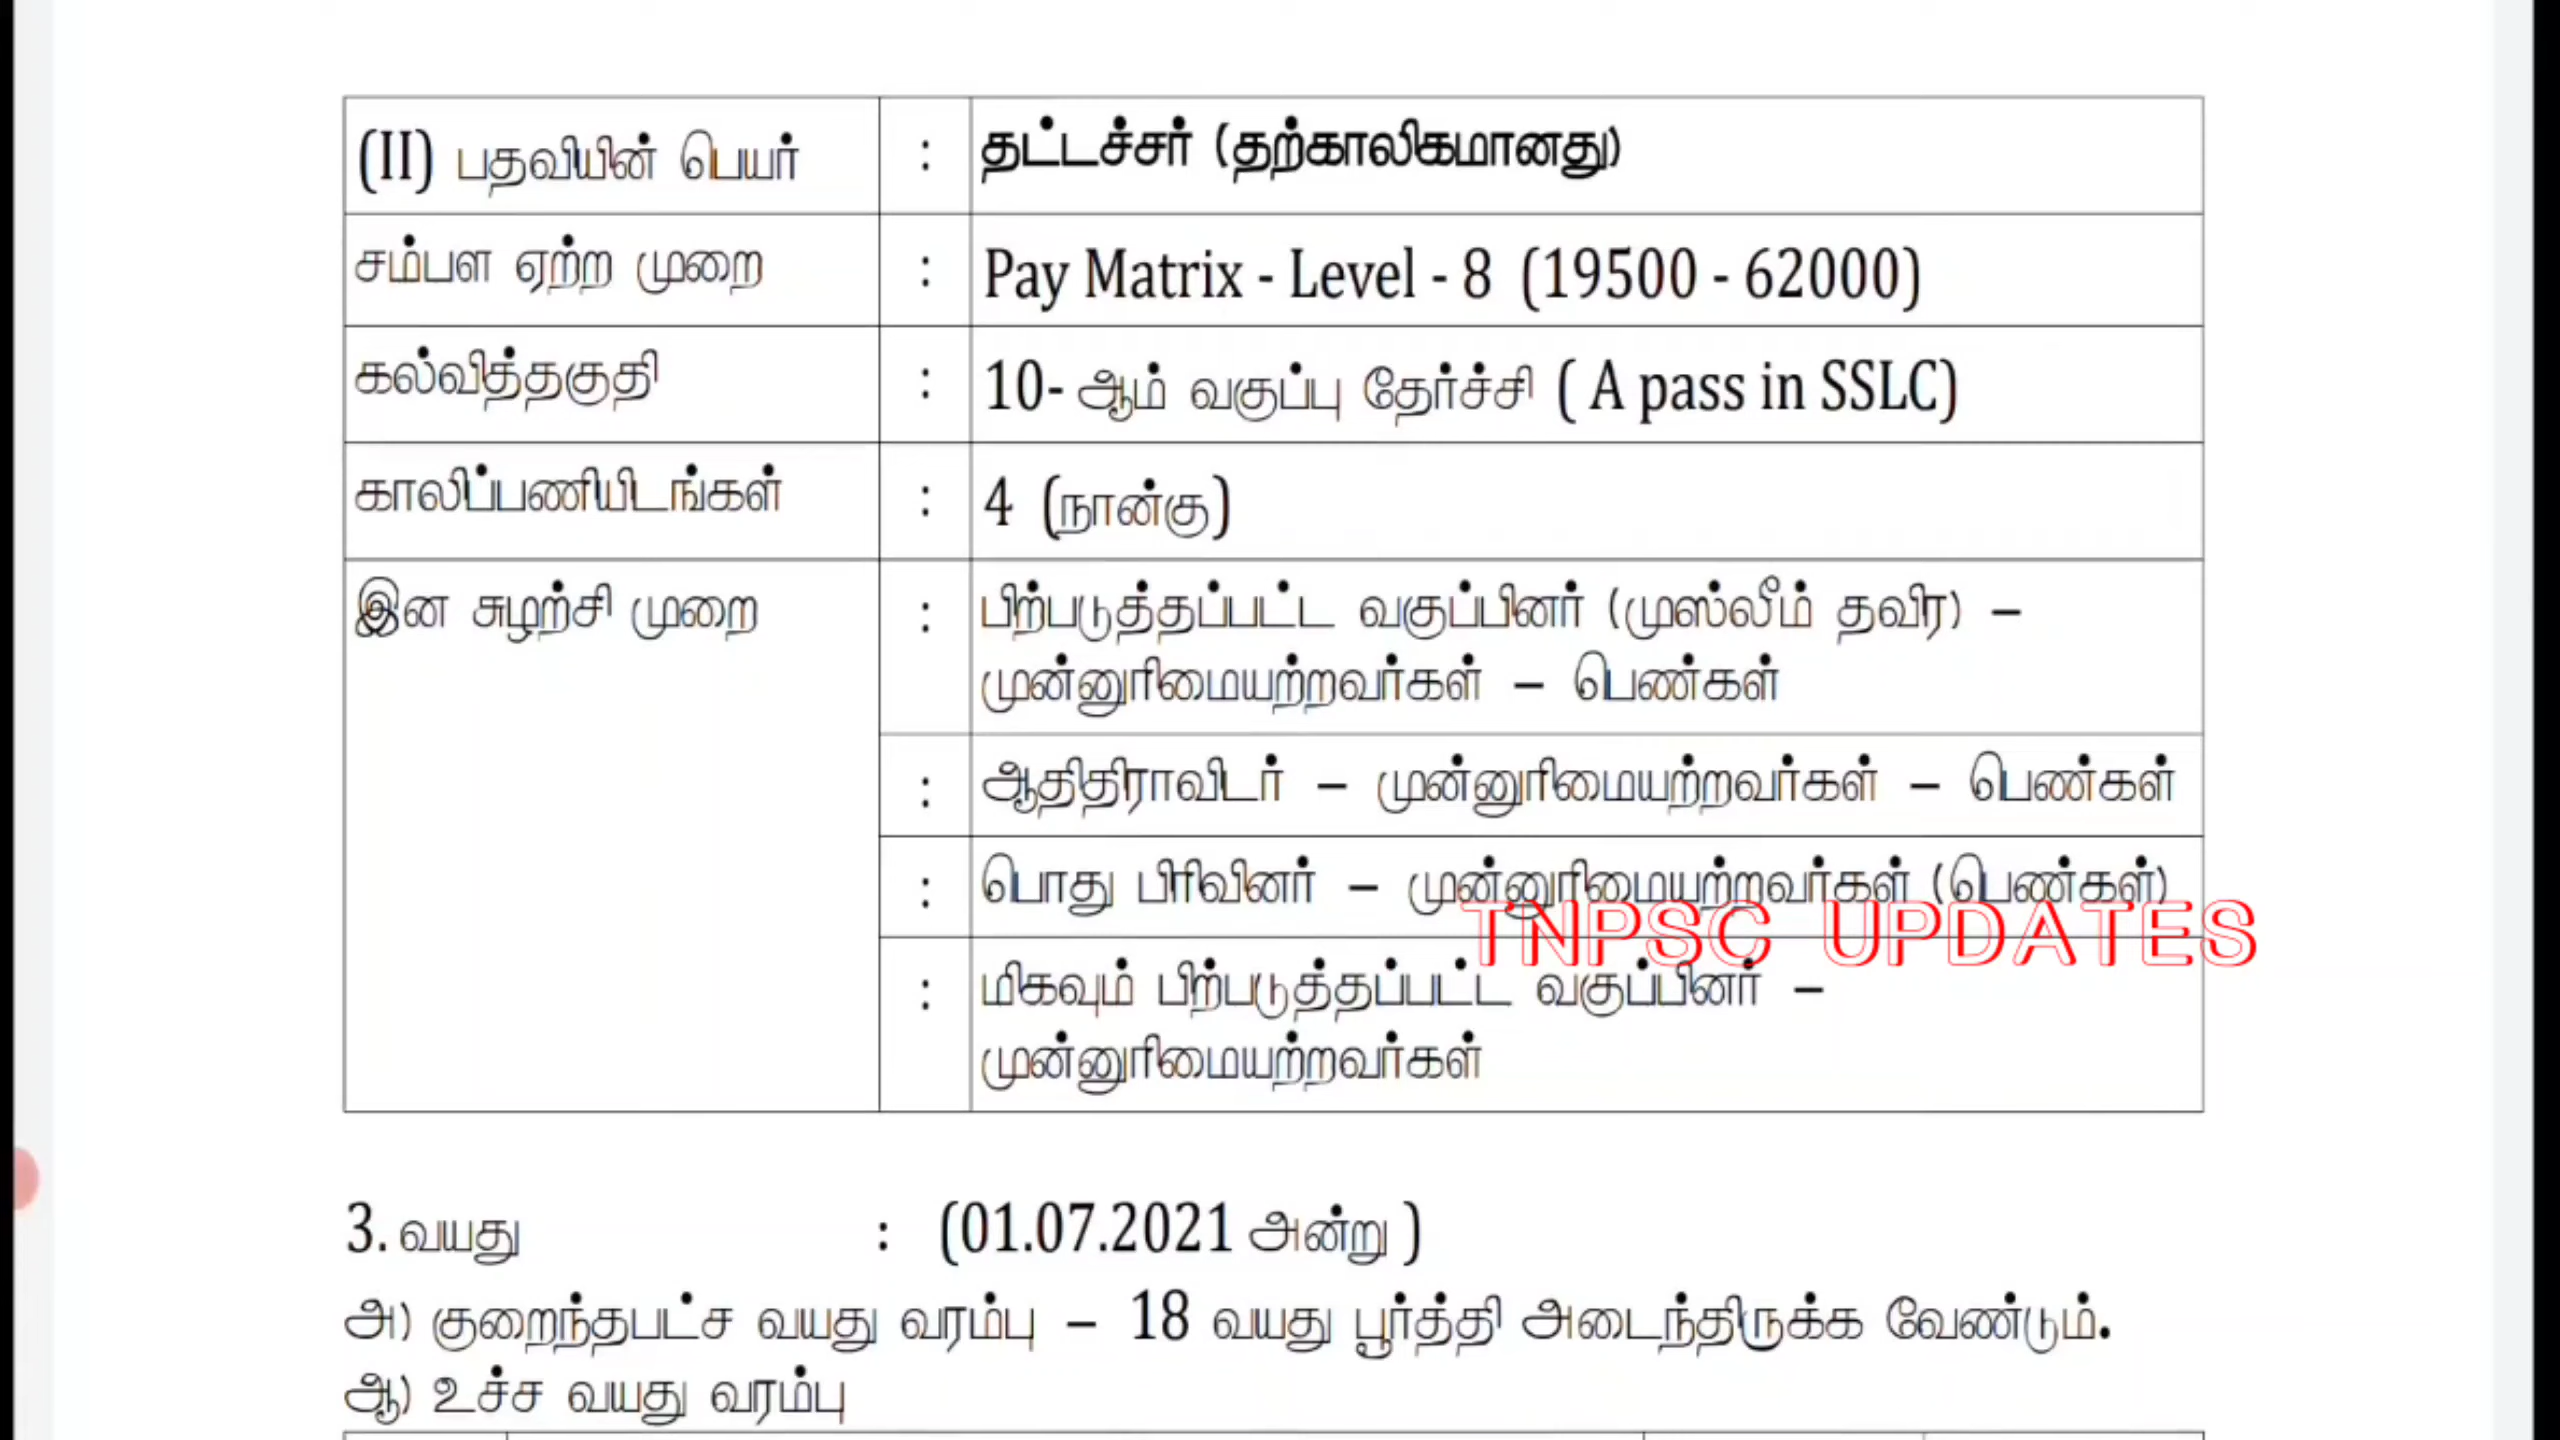 (II) பதவியின் பெயர் : தட்டச்சர் (தற்காலிகமானது)
சம்பள ஏற்ற முறை : Pay Matrix - Level - 8 (19500 - 62000)
கல்வித்தகுதி : 10- ஆம் வகுப்பு தேர்ச்சி ( A pass in SSLC)
காலிப்பணியிடங்கள் : 4 (நான்கு)
இன சுழற்சி முறை : பிற்படுத்தப்பட்ட வகுப்பினர் (முஸ்லீம் தவிர) –
முன்னுரிமையற்றவர்கள் – பெண்கள்
: ஆதிதிராவிடர் – முன்னுரிமையற்றவர்கள் – பெண்கள்
: பொது பிரிவினர் – முன்னுரிமையற்றவர்கள் (பெண்கள்)
TNPSC UPDATES
: மிகவும் பிற்படுத்தப்பட்ட வகுப்பினர் –
முன்னுரிமையற்றவர்கள்
3. வயது : (01.07.2021 அன்று )
அ) குறைந்தபட்ச வயது வரம்பு – 18 வயது பூர்த்தி அடைந்திருக்க வேண்டும்.
ஆ) உச்ச வயது வரம்பு